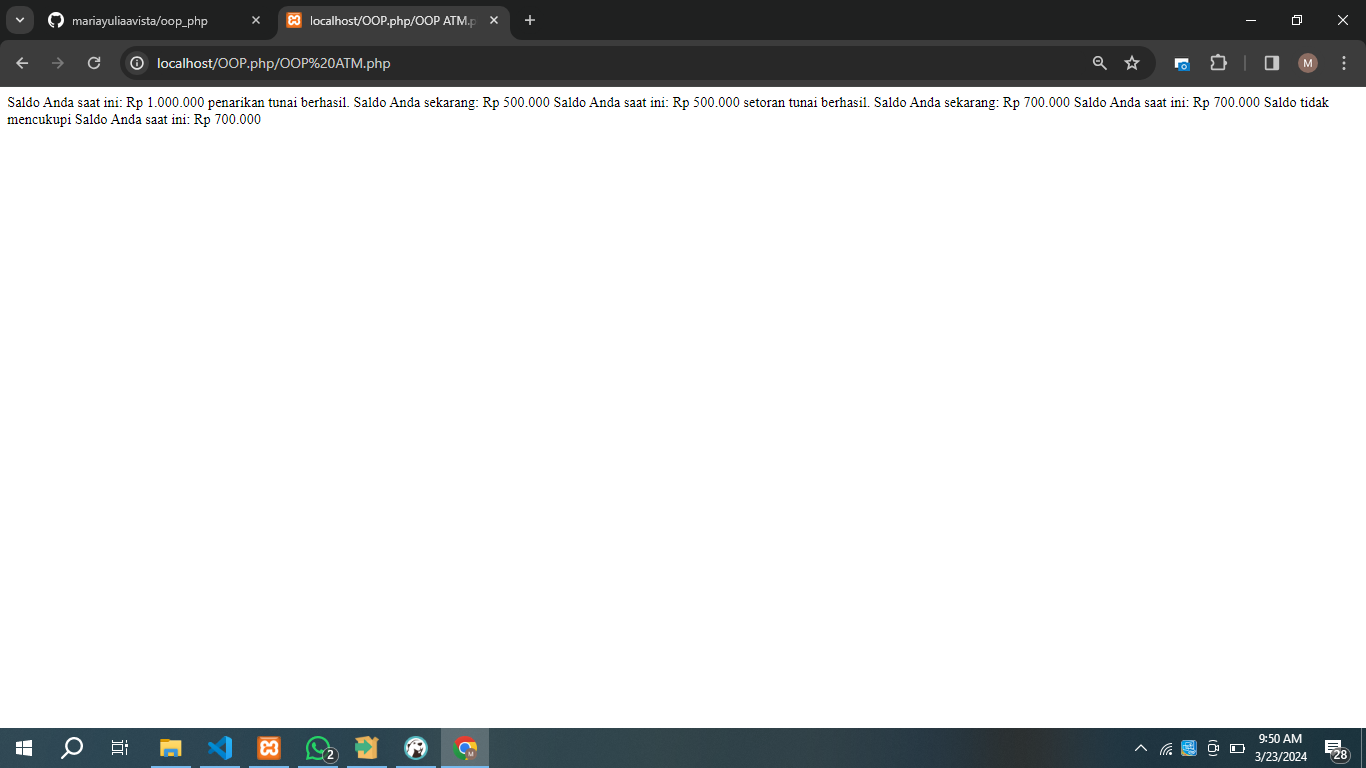 mariayuliaavista/oop_php
localhost/OOP.php/OOP ATM.p
localhost/OOP.php/OOP%20ATM.php
M
Saldo Anda saat ini: Rp 1.000.000 penarikan tunai berhasil. Saldo Anda sekarang: Rp 500.000 Saldo Anda saat ini: Rp 500.000 setoran tunai berhasil. Saldo Anda sekarang: Rp 700.000 Saldo Anda saat ini: Rp 700.000 Saldo tidak
mencukupi Saldo Anda saat ini: Rp 700.000
2
M
9:50 AM
3/23/2024
28